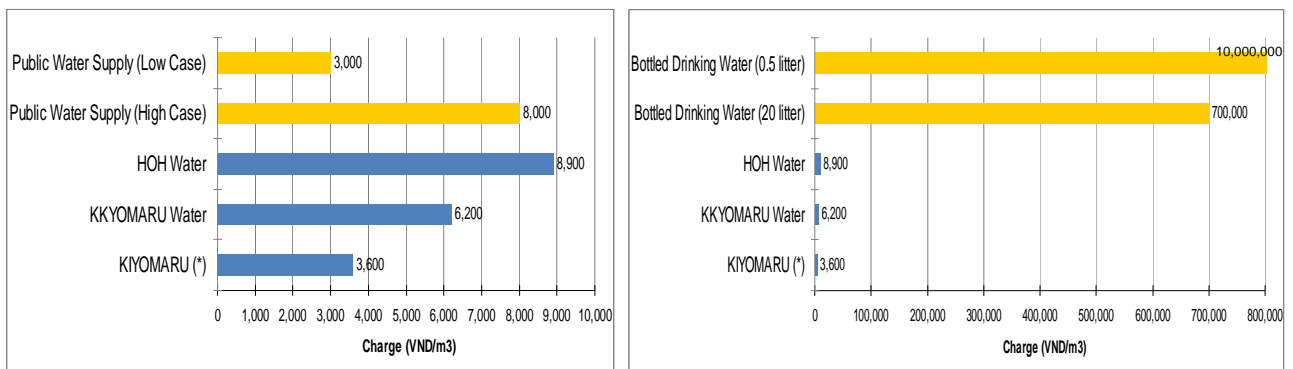 Public Water Supply (Low Case)
3,000
Public Water Supply (High Case)
8,000
HOH Water
8,900
KKYOMARU Water
6,200
KIYOMARU (*)
3,600
0 1,000 2,000 3,000 4,000 5,000 6,000 7,000 8,000 9,000 10,000
Charge (VND/m3)
Bottled Drinking Water (0.5 litter)
10,000,000
Bottled Drinking Water (20 litter)
700,000
HOH Water
8,900
KKYOMARU Water
6,200
KIYOMARU (*)
3,600
0 100,000 200,000 300,000 400,000 500,000 600,000 700,000 800,000
Charge (VND/m3)